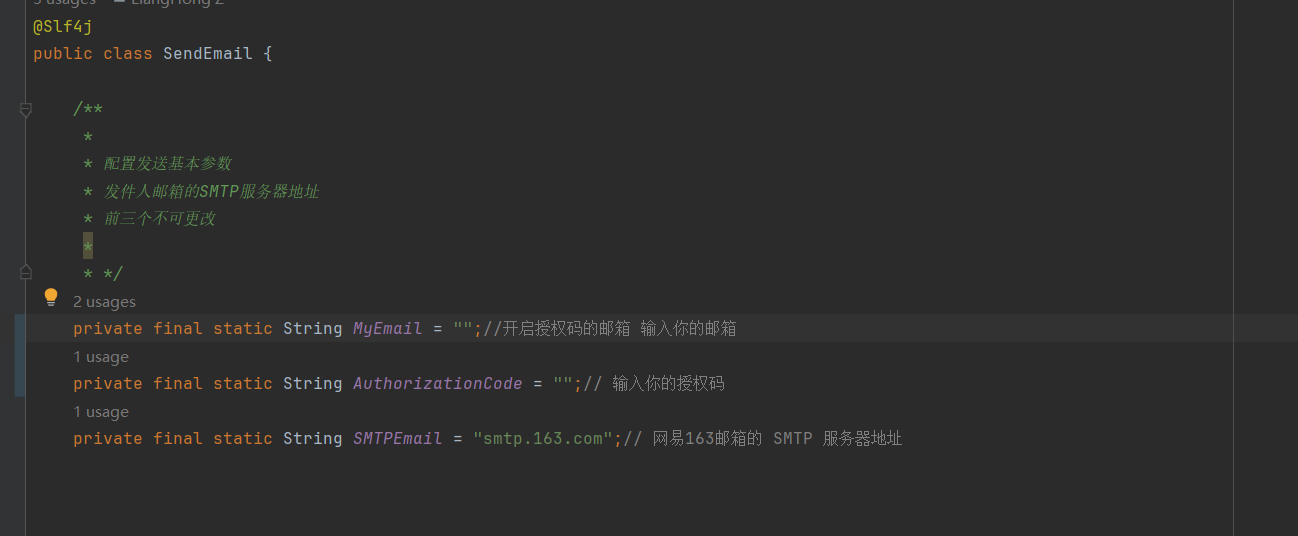 @Slf4j
public class SendEmail {
/**
*
* 配置发送基本参数
* 发件人邮箱的SMTP服务器地址
* 前三个不可更改
*
* */
2 usages
private final static String MyEmail = "";//开启授权码的邮箱 输入你的邮箱
1 usage
private final static String AuthorizationCode = "";// 输入你的授权码
1 usage
private final static String SMTPEmail = "smtp.163.com";// 网易163邮箱的 SMTP 服务器地址